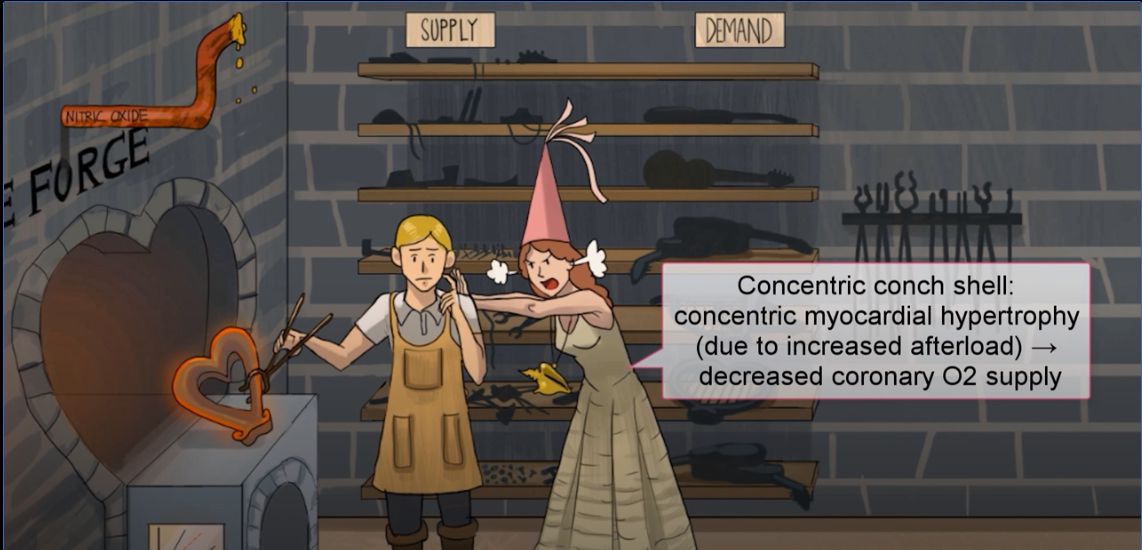 SUPPLY
DEMAND
NITRIC OXIDE
E FORGE
Concentric conch shell:
concentric myocardial hypertrophy
(due to increased afterload) →
decreased coronary O2 supply